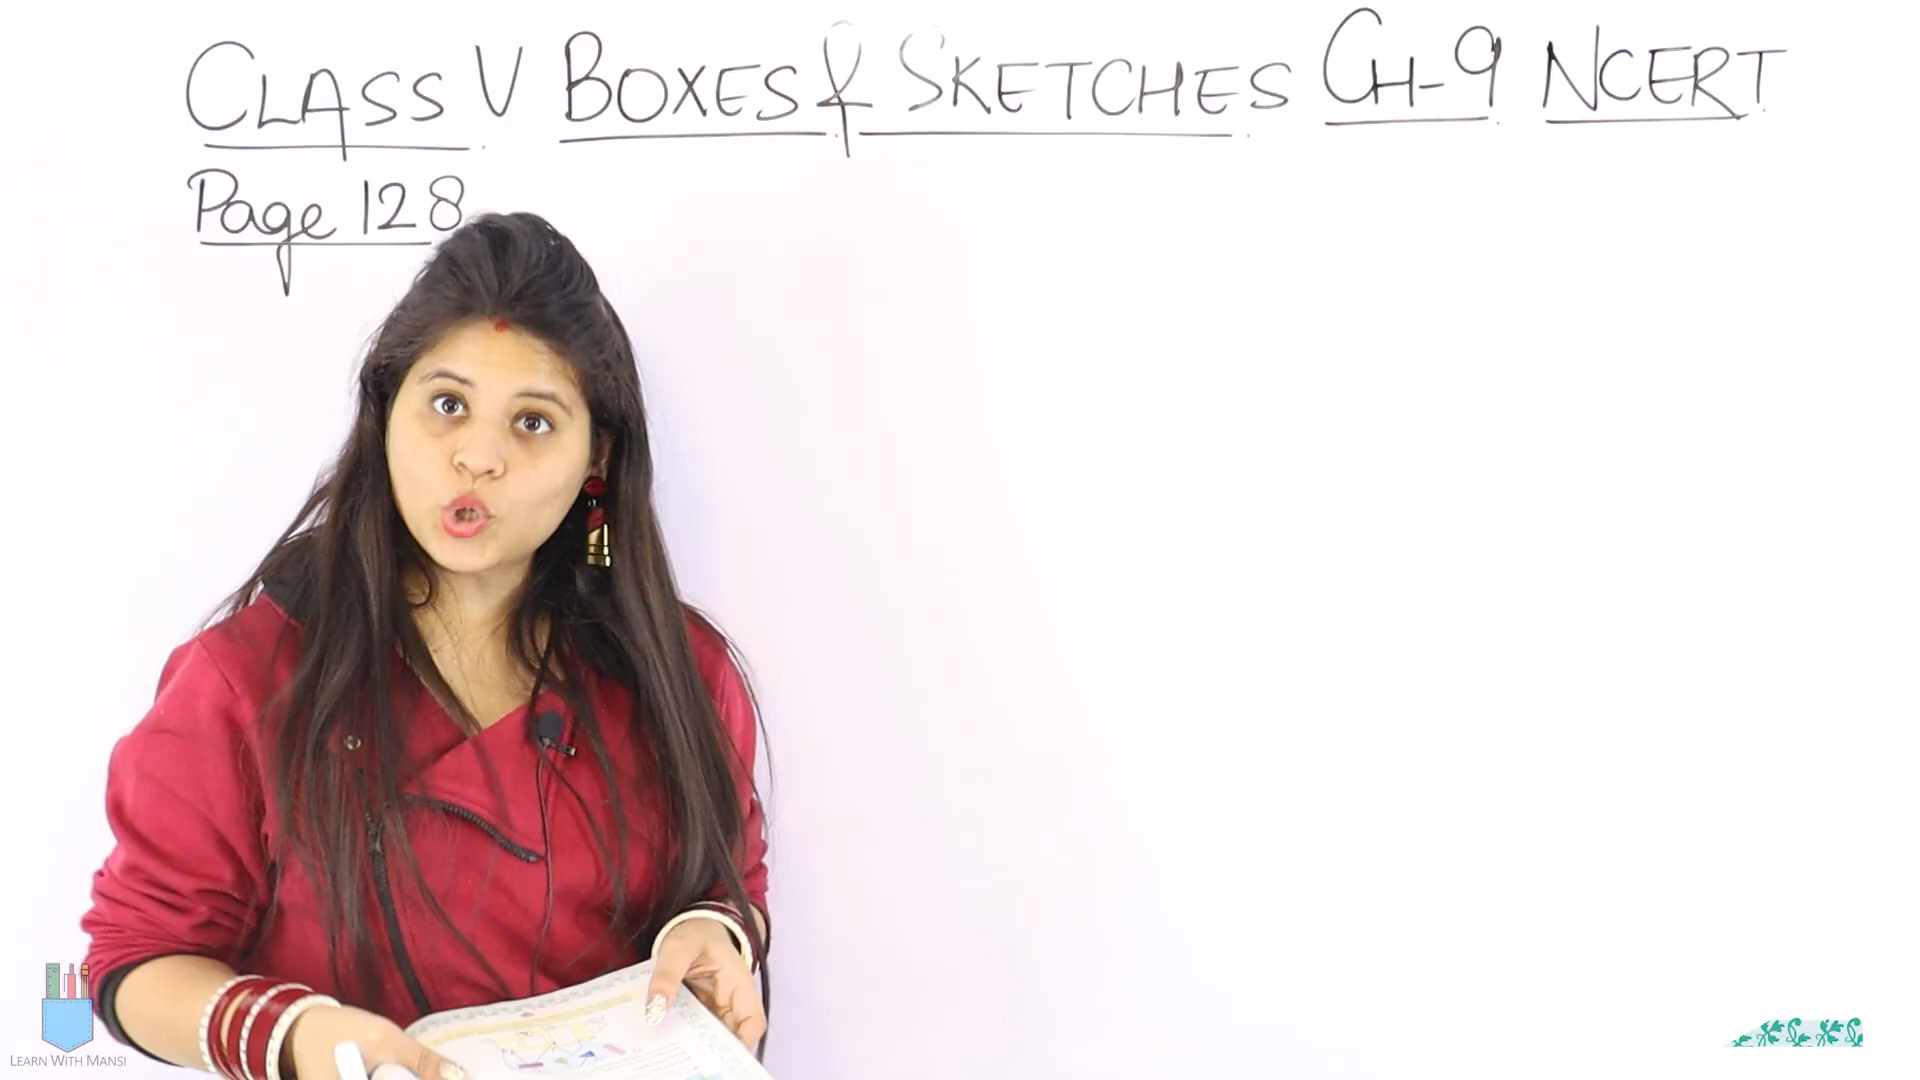 CLASS V BOXES & SKETCHES CH-9 NCERT
Page 128
LEARN WITH MANSI